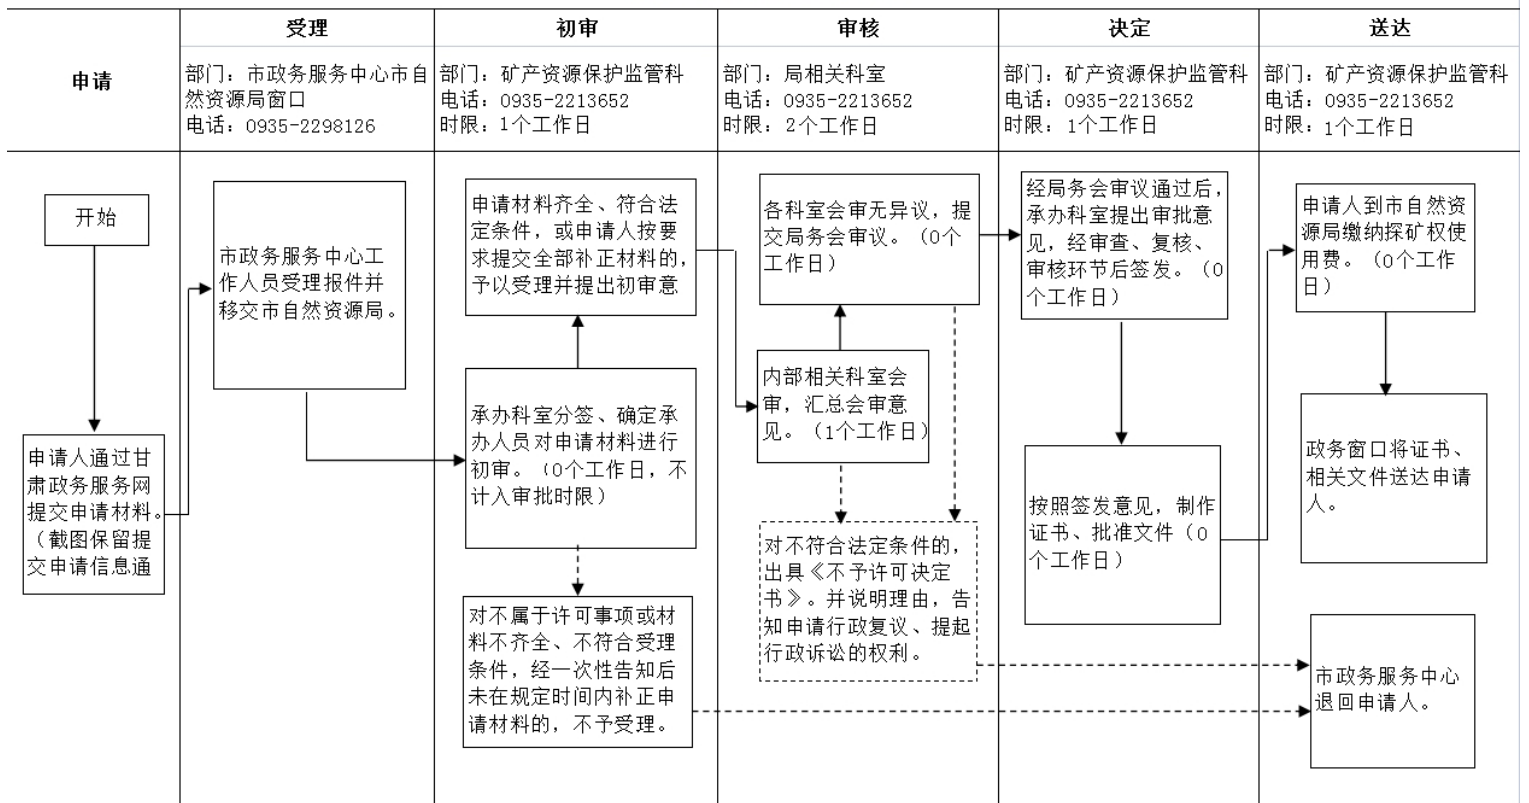 申请
受理
部门：市政务服务中心市自
然资源局窗口
电话：0935-2298126
初审
部门：矿产资源保护监管科
电话：0935-2213652
时限：1个工作日
审核
部门：局相关科室
电话：0935-2213652
时限：2个工作日
决定
部门：矿产资源保护监管科
电话：0935-2213652
时限：1个工作日
送达
部门：矿产资源保护监管科
电话：0935-2213652
时限：1个工作日
开始
申请人通过甘
肃政务服务网
提交申请材料。
（截图保留提
交申请信息通
市政务服务中心工
作人员受理报件并
移交市自然资源局。
申请材料齐全、符合法
定条件，或申请人按要
求提交全部补正材料的，
予以受理并提出初审意
承办科室分签、确定承
办人员对申请材料进行
初审。（0个工作日，不
计入审批时限）
对不属于许可事项或材
料不齐全、不符合受理
条件，经一次性告知后
未在规定时间内补正申
请材料的，不予受理。
各科室会审无异议，提
交局务会审议。（0个
工作日）
内部相关科室会
审，汇总会审意
见。（1个工作日）
对不符合法定条件的，
出具《不予许可决定
书》。并说明理由，告
知申请行政复议、提起
行政诉讼的权利。
经局务会审议通过后，
承办科室提出审批意
见，经审查、复核、
审核环节后签发。（0
个工作日）
按照签发意见，制作
证书、批准文件（0
个工作日）
申请人到市自然资
源局缴纳探矿权使
用费。（0个工作
日）
政务窗口将证书、
相关文件送达申请
人。
市政务服务中心
退回申请人。